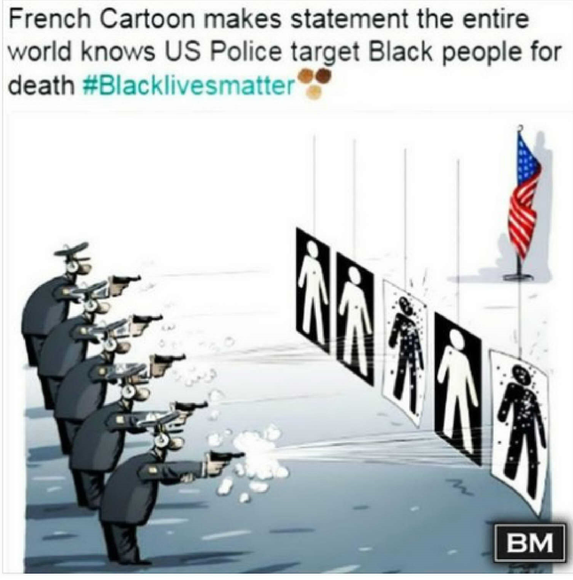 French Cartoon makes statement the entire
world knows US Police target Black people for
death #Blacklivesmatter
BM